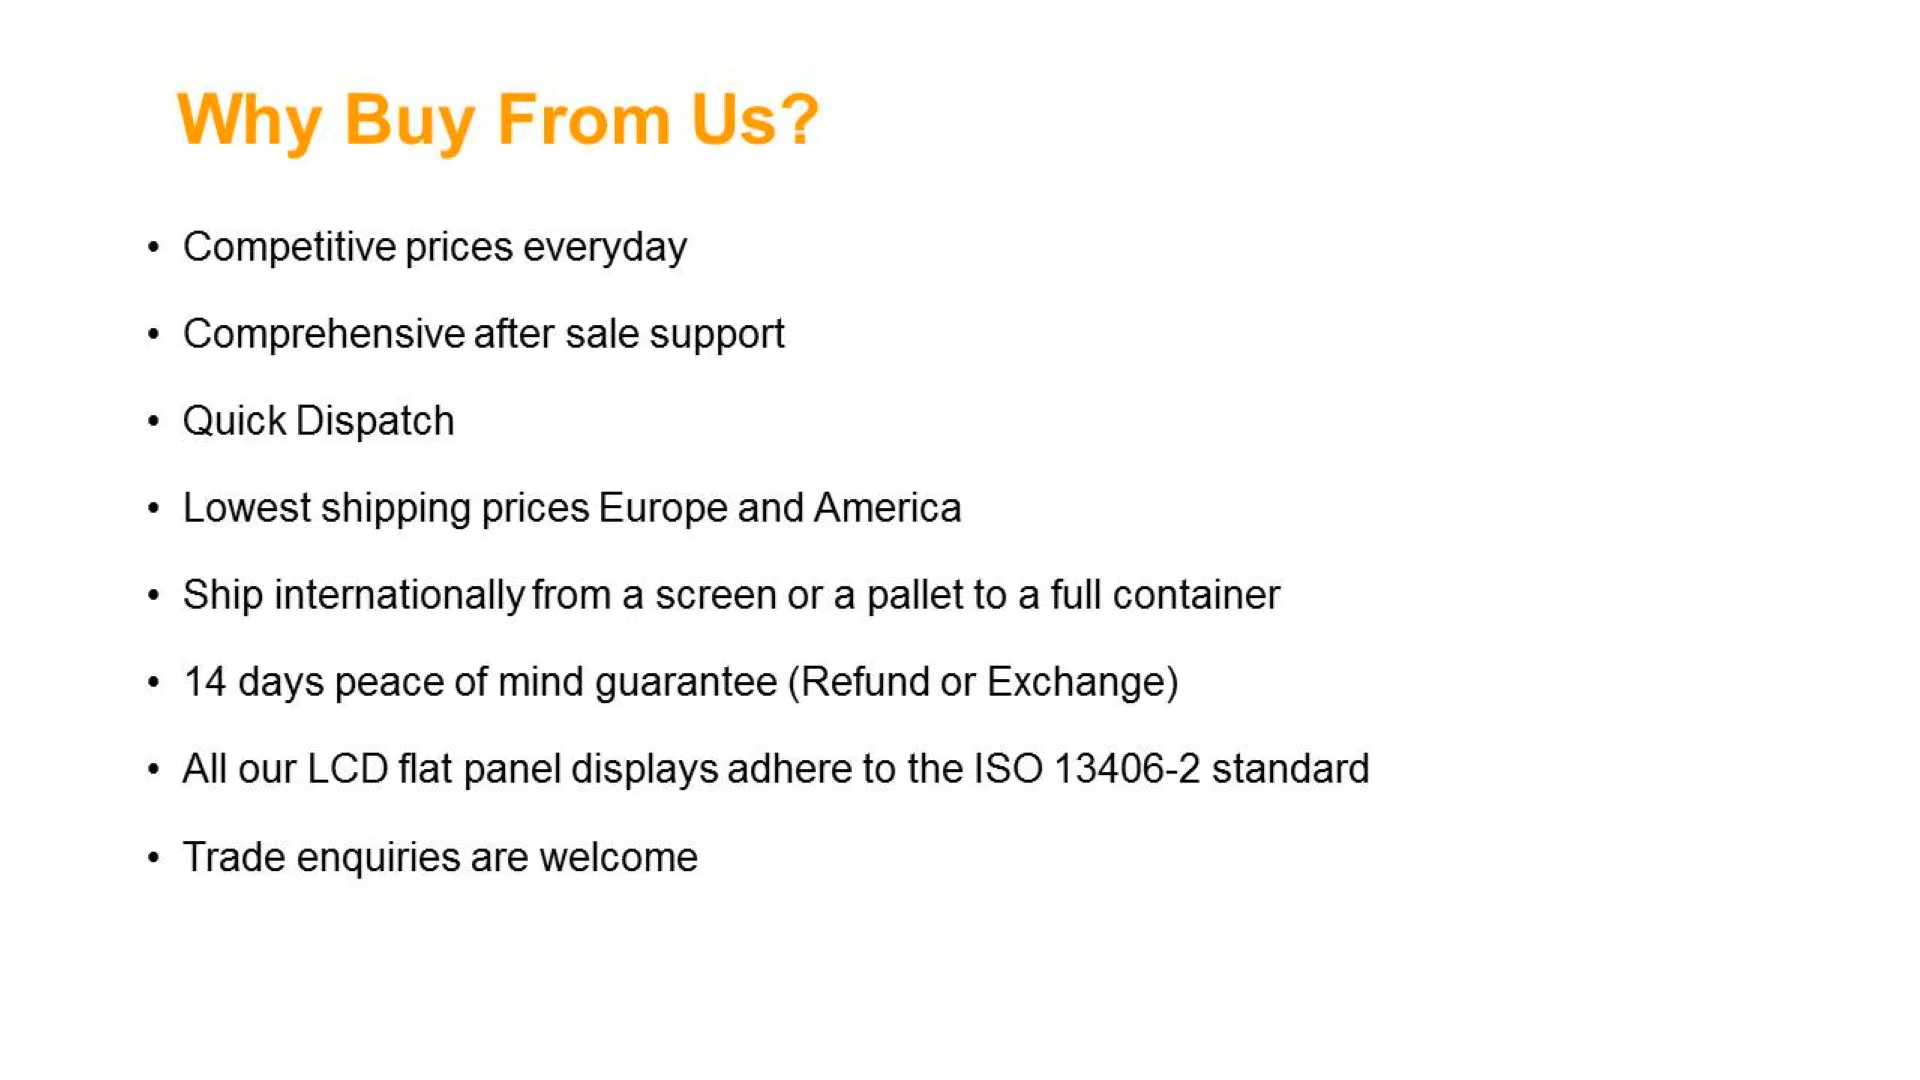 Why Buy From Us?
• Competitive prices everyday
• Comprehensive after sale support
• Quick Dispatch
• Lowest shipping prices Europe and America
• Ship internationally from a screen or a pallet to a full container
• 14 days peace of mind guarantee (Refund or Exchange)
• All our LCD flat panel displays adhere to the ISO 13406-2 standard
• Trade enquiries are welcome